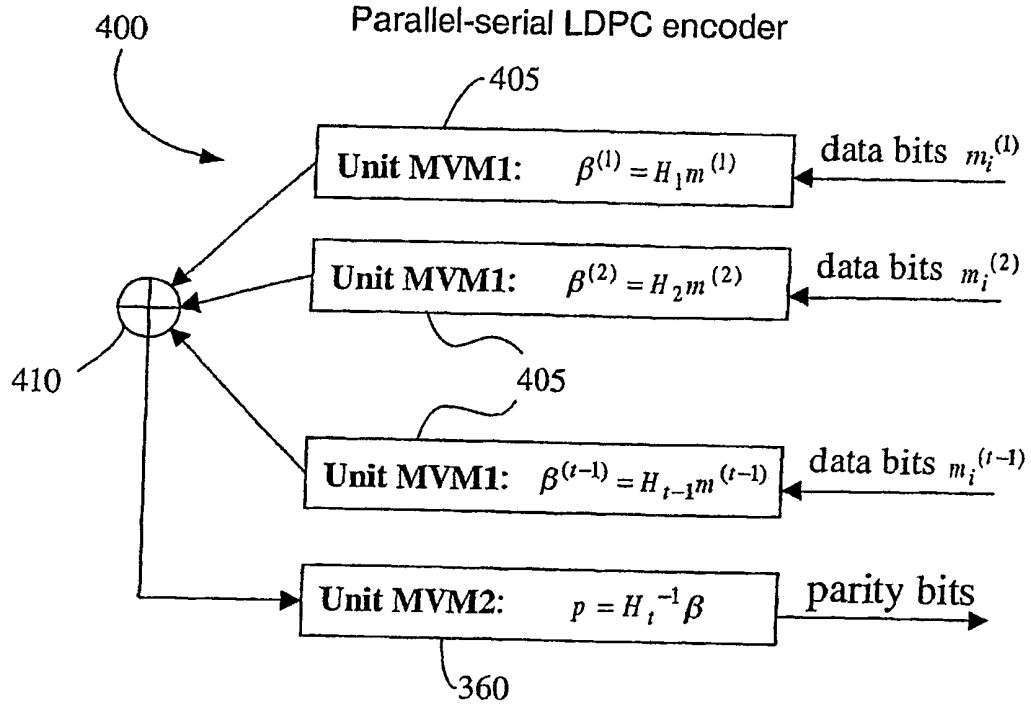 Parallel-serial LDPC encoder
400
405
Unit MVM1: β⁽¹⁾ = H₁m⁽¹⁾
data bits mᵢ⁽¹⁾
Unit MVM1: β⁽²⁾ = H₂m⁽²⁾
data bits mᵢ⁽²⁾
410
405
Unit MVM1: β⁽ᵗ⁻¹⁾ = Hₜ₋₁m⁽ᵗ⁻¹⁾
data bits mᵢ⁽ᵗ⁻¹⁾
Unit MVM2: p = Hₜ⁻¹β
parity bits
360